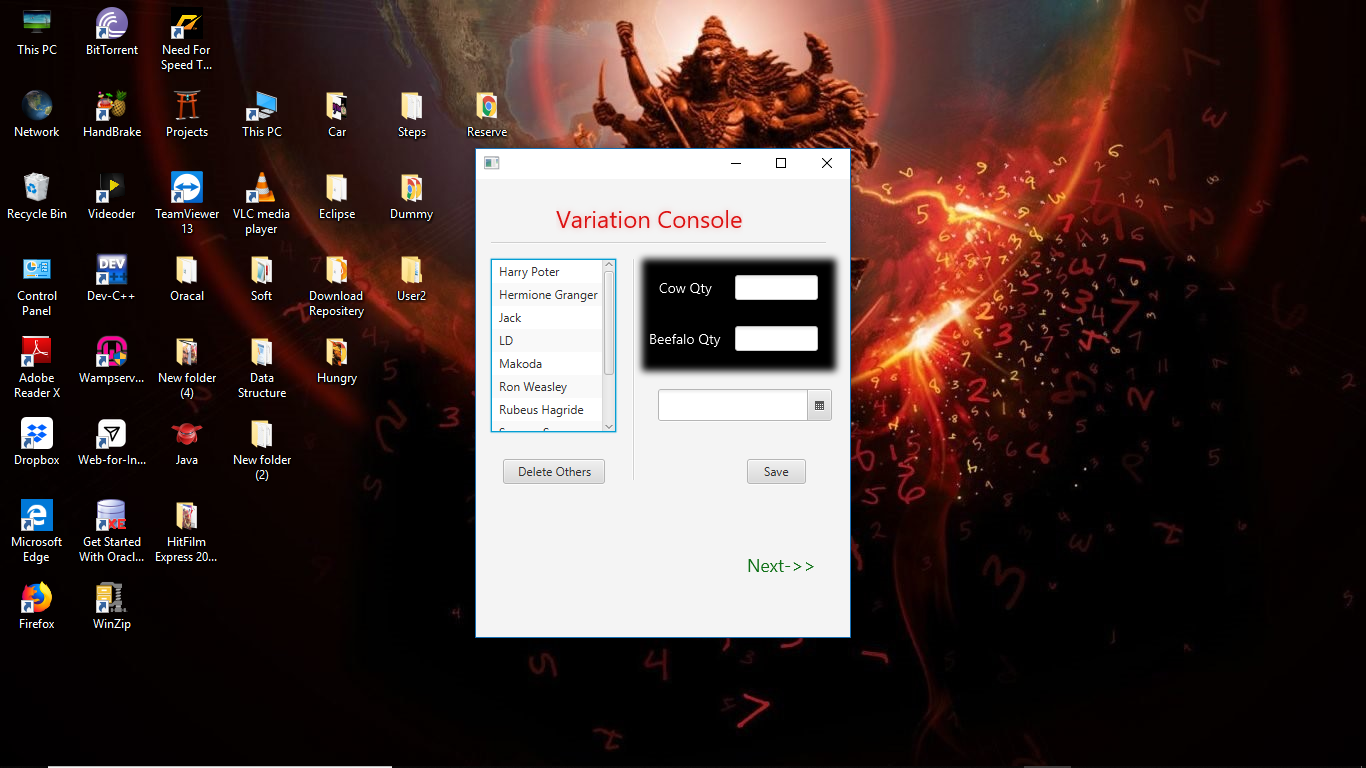 This PC
BitTorrent
Need For
Speed T...
Network
HandBrake
Projects
This PC
Car
Steps
Reserve
Recycle Bin
Videoder
TeamViewer
13
VLC media
player
Eclipse
Dummy
Control
Panel
Dev-C++
Oracal
Soft
Download
Repository
User2
Adobe
Reader X
Wampserv...
New folder
(4)
Data
Structure
Hungry
Dropbox
Web-for-In...
Java
New folder
(2)
Microsoft
Edge
Get Started
With Oracl...
HitFilm
Express 20...
Firefox
WinZip
Variation Console
Harry Poter
Hermione Granger
Jack
LD
Makoda
Ron Weasley
Rubeus Hagride
Cow Qty
Beefalo Qty
Delete Others
Save
Next->>